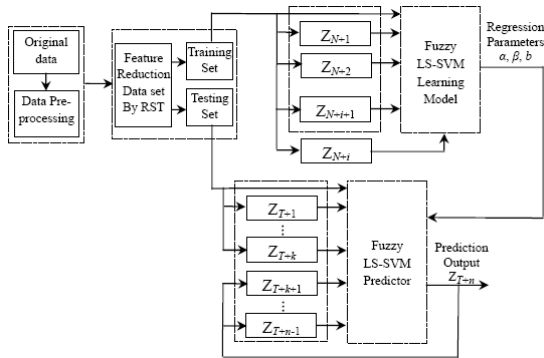 Original
data
Data Pre-
processing
Feature
Reduction
Data set
By RST
Training
Set
Testing
Set
Z_{N+1}
Z_{N+2}
Z_{N+i+1}
Z_{N+i}
Fuzzy
LS-SVM
Learning
Model
Regression
Parameters
α, β, b
Z_{T+1}
⋮
Z_{T+k}
Z_{T+k+1}
⋮
Z_{T+n-1}
Fuzzy
LS-SVM
Predictor
Prediction
Output
Z_{T+n}